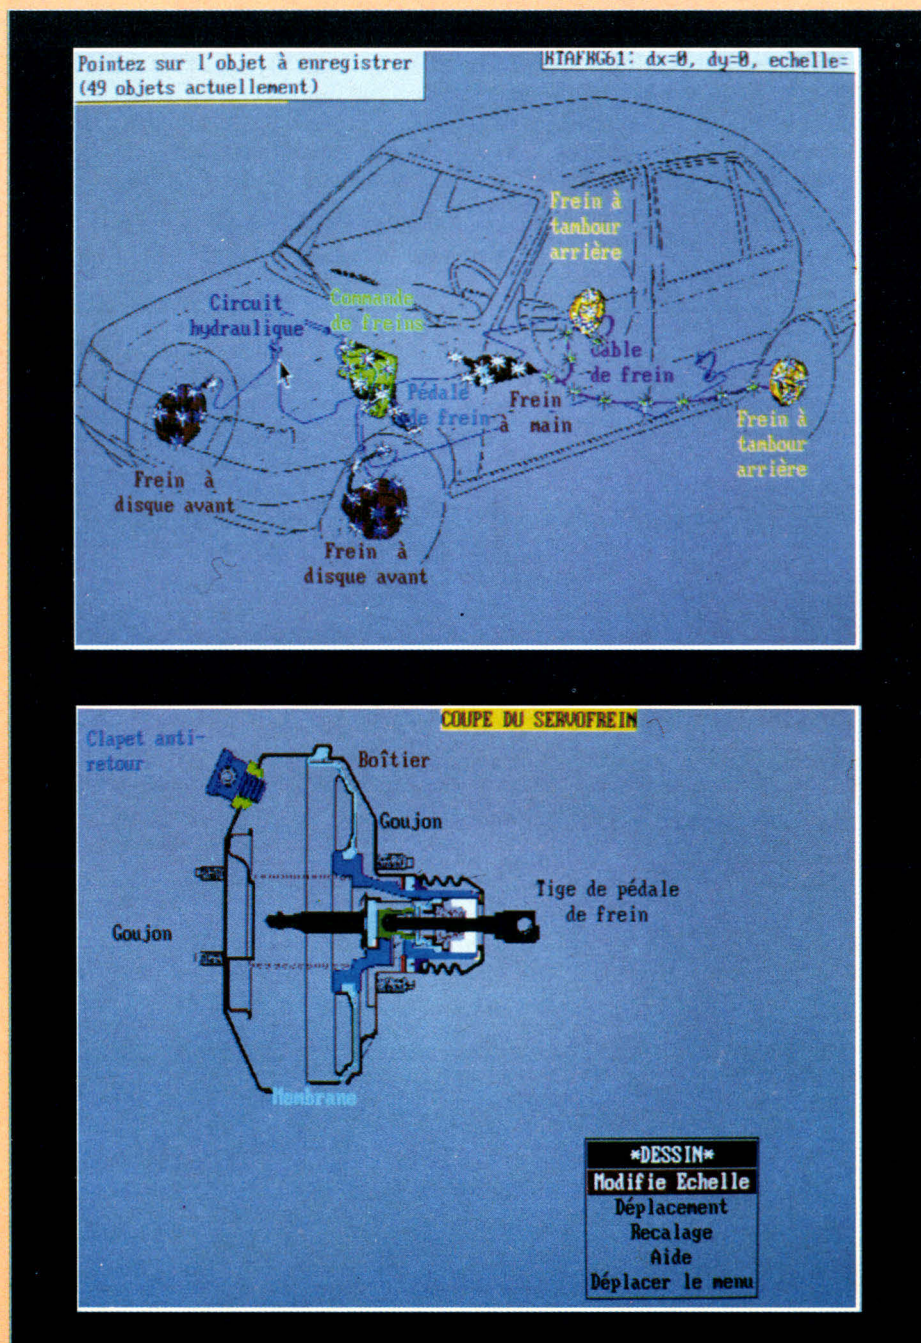 Pointez sur l'objet à enregistrer
(49 objets actuellement)
RTAFRG61: dx=0, dy=0, echelle=
Frein à
tambour
arrière
Circuit
hydraulique
Commande
de freins
Câble
de frein
Pédale
de frein
Frein
à main
Frein à
tambour
arrière
Frein à
disque avant
Frein à
disque avant
COUPE DU SERVOFREIN
Clapet anti-
retour
Boîtier
Goujon
Tige de pédale
de frein
Goujon
Membrane
*DESSIN*
Modifie Echelle
Déplacement
Recalage
Aide
Déplacer le menu